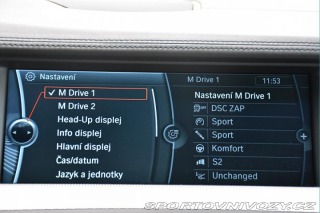 Nastavení
M Drive 1
11:53
M Drive 1
M Drive 2
Head-Up displej
Info displej
Hlavní displej
Čas/datum
Jazyk a jednotky
Nastavení M Drive 1
DSC ZAP
Sport
Sport
Komfort
S2
Unchanged
SPORTOVNIVOZY.CZ